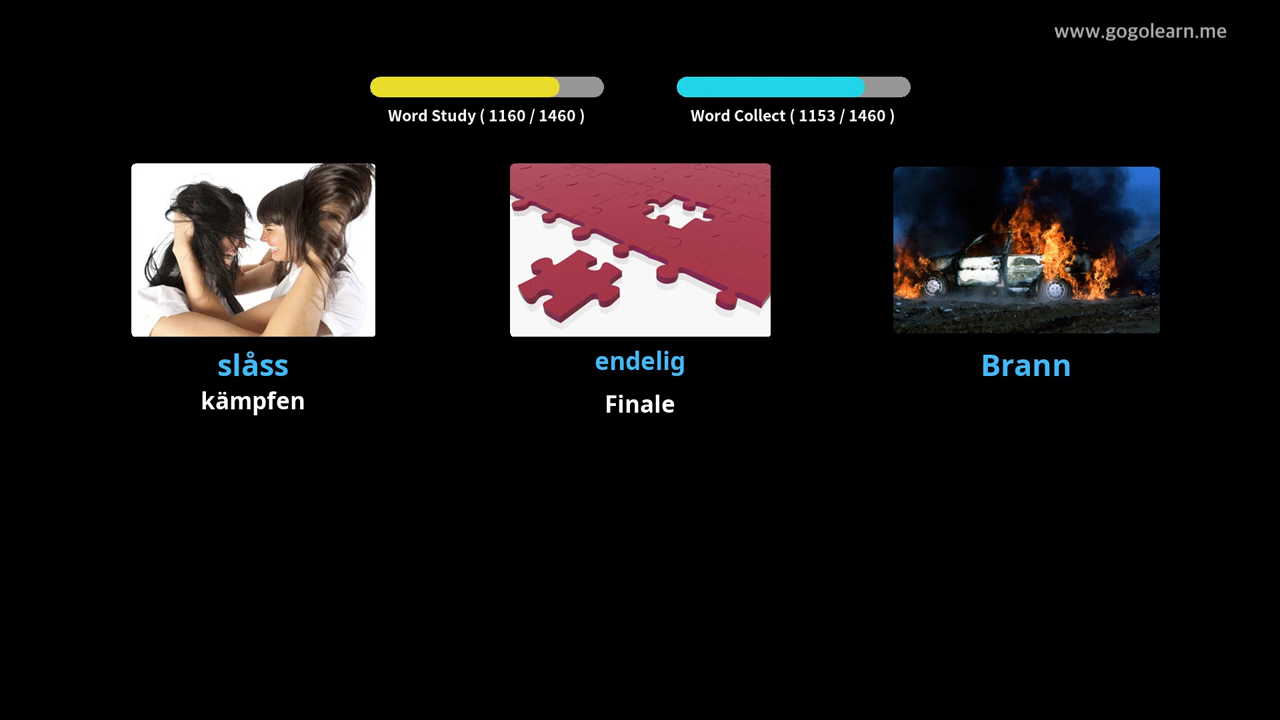 www.gogolearn.me
Word Study ( 1160 / 1460 )
Word Collect ( 1153 / 1460 )
slåss
kämpfen
endelig
Finale
Brann